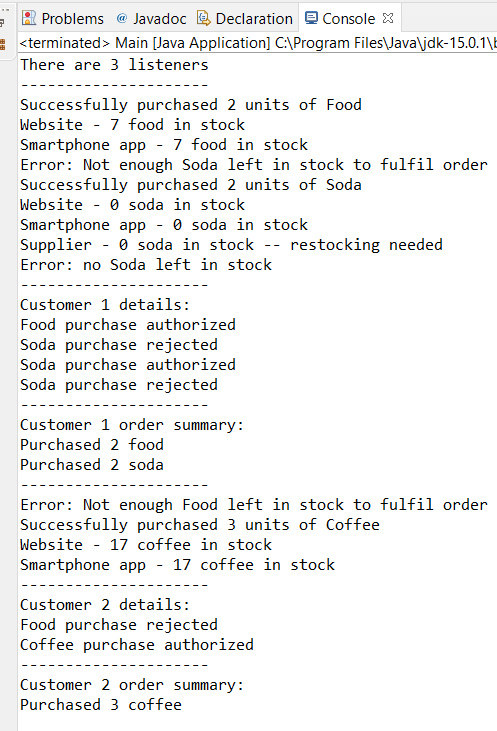 Problems @ Javadoc Declaration Console
<terminated> Main [Java Application] C:\Program Files\Java\jdk-15.0.1\b
There are 3 listeners
--------------------
Successfully purchased 2 units of Food
Website - 7 food in stock
Smartphone app - 7 food in stock
Error: Not enough Soda left in stock to fulfil order
Successfully purchased 2 units of Soda
Website - 0 soda in stock
Smartphone app - 0 soda in stock
Supplier - 0 soda in stock -- restocking needed
Error: no Soda left in stock
--------------------
Customer 1 details:
Food purchase authorized
Soda purchase rejected
Soda purchase authorized
Soda purchase rejected
--------------------
Customer 1 order summary:
Purchased 2 food
Purchased 2 soda
--------------------
Error: Not enough Food left in stock to fulfil order
Successfully purchased 3 units of Coffee
Website - 17 coffee in stock
Smartphone app - 17 coffee in stock
--------------------
Customer 2 details:
Food purchase rejected
Coffee purchase authorized
--------------------
Customer 2 order summary:
Purchased 3 coffee